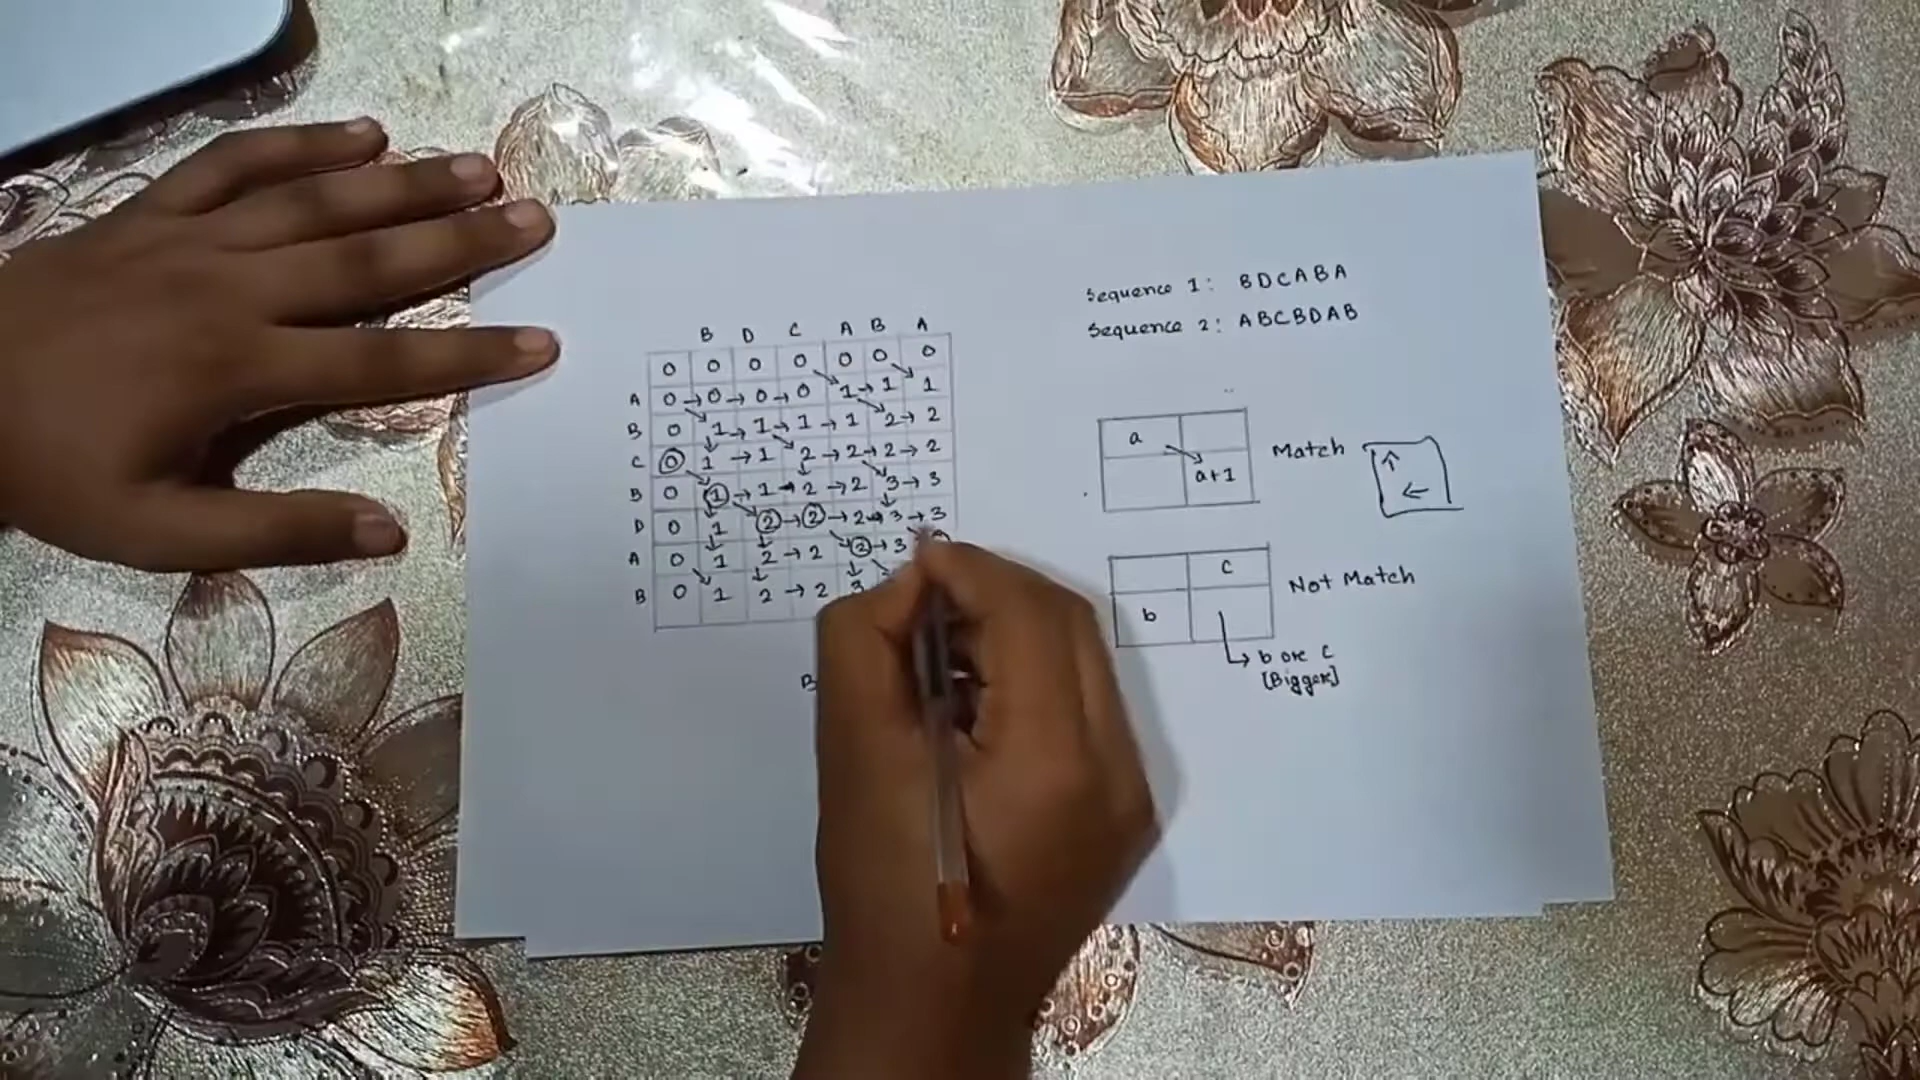 B D C A B A
0 0 0 0 0 0 0
A 0 → 0 → 0 → 0 1 → 1 1
B 0 1 → 1 → 1 → 1 2 → 2
C 0 1 → 1 2 → 2 → 2 → 2
B 0 1 → 1 → 2 → 2 3 → 3
D 0 1 2 → 2 → 2 → 3 → 3
A 0 1 2 → 2 2 → 3
B 0 1 2 → 2 3
B
Sequence 1: BDCABA
Sequence 2: ABCBDAB
a
a+1
Match
↑
←
C
b
Not Match
b or C
[Bigger]